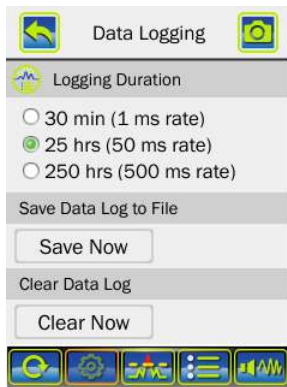 Data Logging
Logging Duration
30 min (1 ms rate)
25 hrs (50 ms rate)
250 hrs (500 ms rate)
Save Data Log to File
Save Now
Clear Data Log
Clear Now